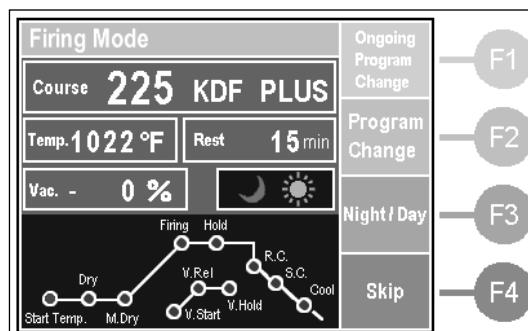 Firing Mode
Course 225 KDF PLUS
Temp. 1022 °F
Rest 15 min
Vac. - 0 %
Firing Hold
Dry
V.Rel
R.C.
S.C.
Cool
Start Temp. M.Dry
V.Start
V.Hold
Ongoing
Program
Change
F1
Program
Change
F2
Night / Day
F3
Skip
F4